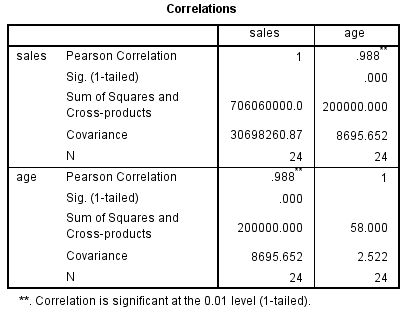 Correlations
sales age
sales Pearson Correlation 1 .988**
Sig. (1-tailed) .000
Sum of Squares and Cross-products 706060000.0 200000.000
Covariance 30698260.87 8695.652
N 24 24
age Pearson Correlation .988** 1
Sig. (1-tailed) .000
Sum of Squares and Cross-products 200000.000 58.000
Covariance 8695.652 2.522
N 24 24
**. Correlation is significant at the 0.01 level (1-tailed).